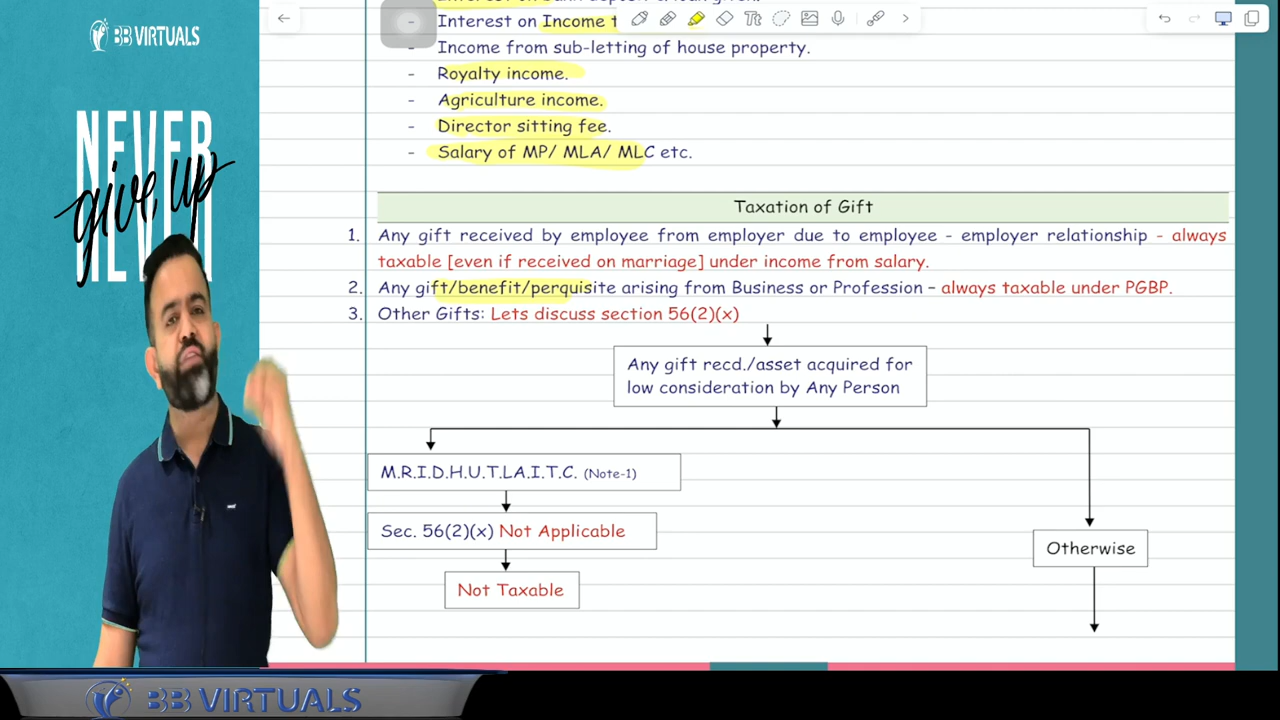 BB VIRTUALS
NEVER
give up
NEVER
- Interest on Income t
- Income from sub-letting of house property.
- Royalty income.
- Agriculture income.
- Director sitting fee.
- Salary of MP/ MLA/ MLC etc.
Taxation of Gift
1. Any gift received by employee from employer due to employee - employer relationship - always
taxable [even if received on marriage] under income from salary.
2. Any gift/benefit/perquisite arising from Business or Profession – always taxable under PGBP.
3. Other Gifts: Lets discuss section 56(2)(x)
Any gift recd./asset acquired for
low consideration by Any Person
M.R.I.D.H.U.T.LA.I.T.C. (Note-1)
Sec. 56(2)(x) Not Applicable
Not Taxable
Otherwise
BB VIRTUALS